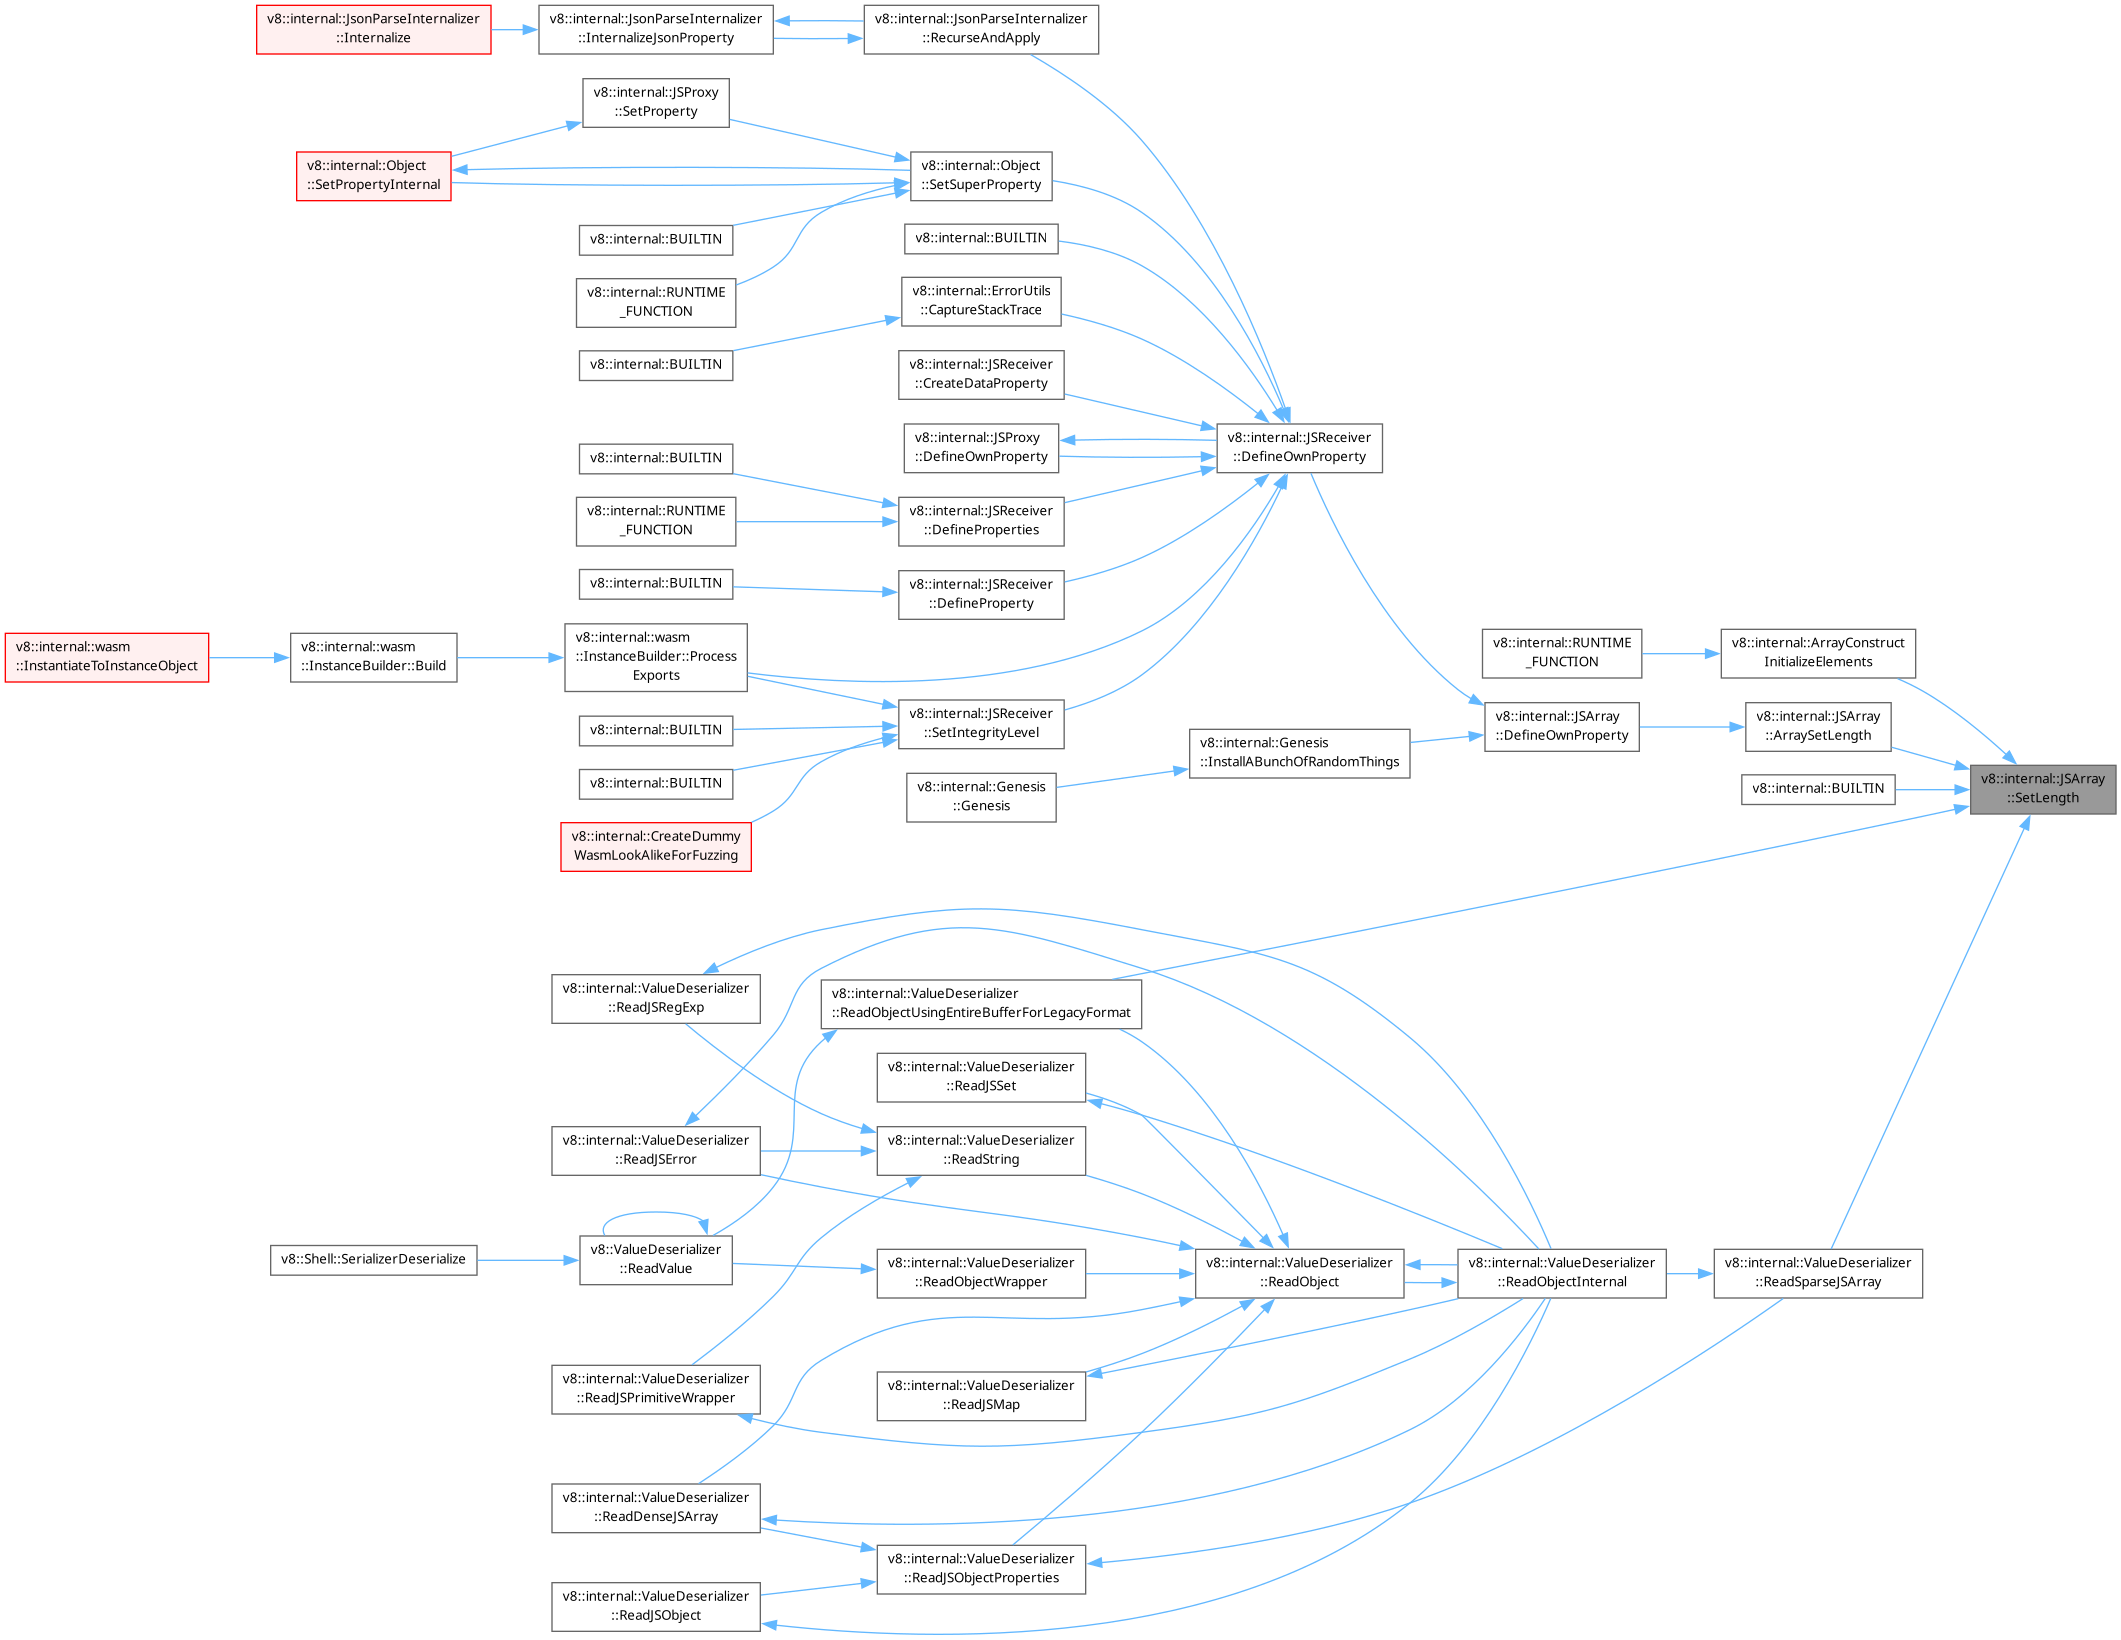 v8::internal::JsonParseInternalizer
::Internalize
v8::internal::JsonParseInternalizer
::InternalizeJsonProperty
v8::internal::JsonParseInternalizer
::RecurseAndApply
v8::internal::JSProxy
::SetProperty
v8::internal::Object
::SetPropertyInternal
v8::internal::Object
::SetSuperProperty
v8::internal::BUILTIN
v8::internal::BUILTIN
v8::internal::RUNTIME
_FUNCTION
v8::internal::ErrorUtils
::CaptureStackTrace
v8::internal::BUILTIN
v8::internal::JSReceiver
::CreateDataProperty
v8::internal::JSProxy
::DefineOwnProperty
v8::internal::JSReceiver
::DefineOwnProperty
v8::internal::BUILTIN
v8::internal::RUNTIME
_FUNCTION
v8::internal::JSReceiver
::DefineProperties
v8::internal::BUILTIN
v8::internal::JSReceiver
::DefineProperty
v8::internal::wasm
::InstantiateToInstanceObject
v8::internal::wasm
::InstanceBuilder::Build
v8::internal::wasm
::InstanceBuilder::Process
Exports
v8::internal::RUNTIME
_FUNCTION
v8::internal::ArrayConstruct
InitializeElements
v8::internal::BUILTIN
v8::internal::JSReceiver
::SetIntegrityLevel
v8::internal::Genesis
::InstallABunchOfRandomThings
v8::internal::JSArray
::DefineOwnProperty
v8::internal::JSArray
::ArraySetLength
v8::internal::BUILTIN
v8::internal::Genesis
::Genesis
v8::internal::BUILTIN
v8::internal::JSArray
::SetLength
v8::internal::CreateDummy
WasmLookAlikeForFuzzing
v8::internal::ValueDeserializer
::ReadJSRegExp
v8::internal::ValueDeserializer
::ReadObjectUsingEntireBufferForLegacyFormat
v8::internal::ValueDeserializer
::ReadJSSet
v8::internal::ValueDeserializer
::ReadJSError
v8::internal::ValueDeserializer
::ReadString
v8::Shell::SerializerDeserialize
v8::ValueDeserializer
::ReadValue
v8::internal::ValueDeserializer
::ReadObjectWrapper
v8::internal::ValueDeserializer
::ReadObject
v8::internal::ValueDeserializer
::ReadObjectInternal
v8::internal::ValueDeserializer
::ReadSparseJSArray
v8::internal::ValueDeserializer
::ReadJSPrimitiveWrapper
v8::internal::ValueDeserializer
::ReadJSMap
v8::internal::ValueDeserializer
::ReadDenseJSArray
v8::internal::ValueDeserializer
::ReadJSObjectProperties
v8::internal::ValueDeserializer
::ReadJSObject